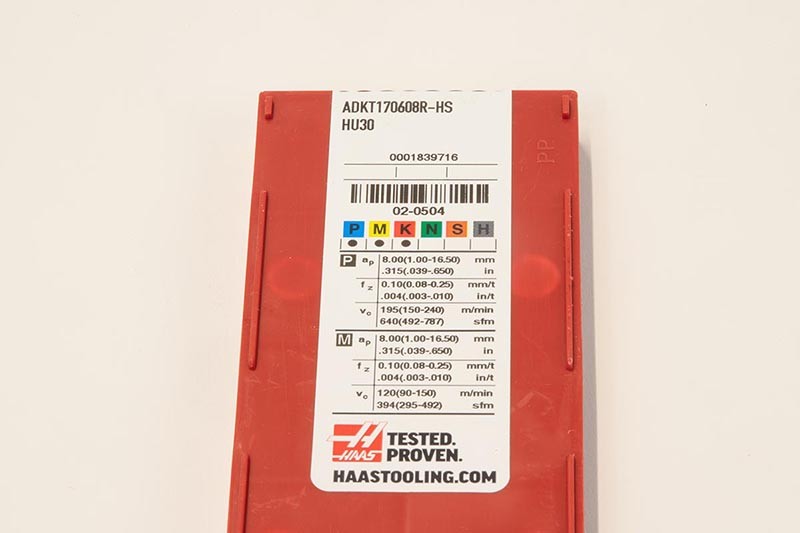 ADKT170608R-HS
HU30
0001839716
02-0504
P M K N S H
P ap 8.00(1.00-16.50) mm
.315(.039-.650) in
fz 0.10(0.08-0.25) mm/t
.004(.003-.010) in/t
vc 195(150-240) m/min
640(492-787) sfm
M ap 8.00(1.00-16.50) mm
.315(.039-.650) in
fz 0.10(0.08-0.25) mm/t
.004(.003-.010) in/t
vc 120(90-150) m/min
394(295-492) sfm
HAAS TESTED.
PROVEN.
HAASTOOLING.COM
PP